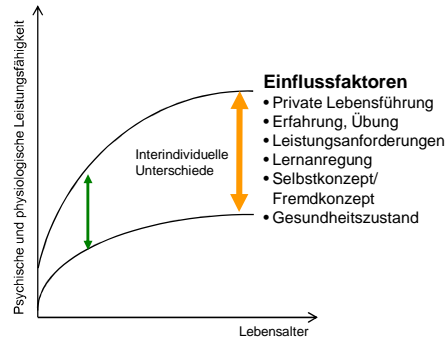 Psychische und physiologische Leistungsfähigkeit
Einflussfaktoren
• Private Lebensführung
• Erfahrung, Übung
• Leistungsanforderungen
• Lernanregung
• Selbstkonzept/
Fremdkonzept
• Gesundheitszustand
Interindividuelle
Unterschiede
Lebensalter